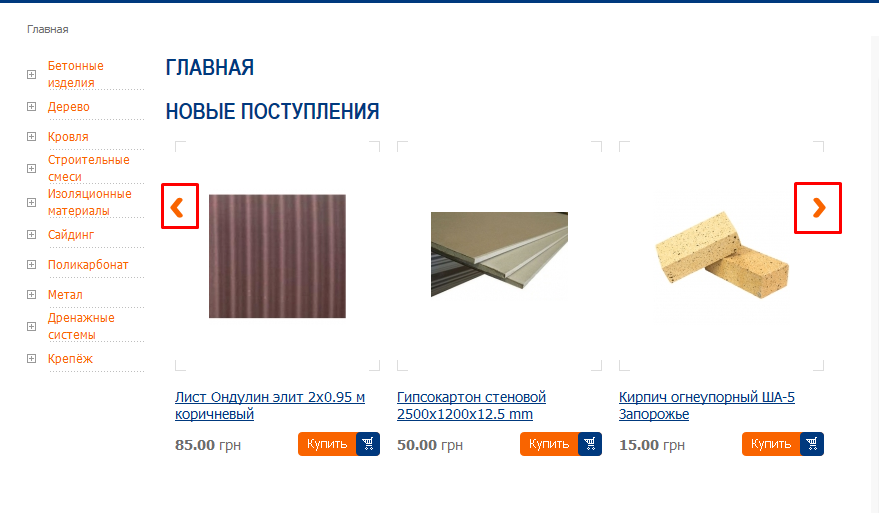 Главная
Бетонные
изделия
Дерево
Кровля
Строительные
смеси
Изоляционные
материалы
Сайдинг
Поликарбонат
Метал
Дренажные
системы
Крепёж
ГЛАВНАЯ
НОВЫЕ ПОСТУПЛЕНИЯ
Лист Ондулин элит 2х0.95 м
коричневый
85.00 грн
Купить
Гипсокартон стеновой
2500х1200х12.5 mm
50.00 грн
Купить
Кирпич огнеупорный ША-5
Запорожье
15.00 грн
Купить